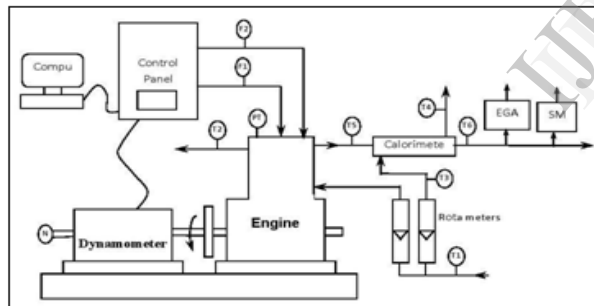 Compu
Control
Panel
F2
F1
T2
PT
T5
T4
Calorimete
T6
EGA
SM
T3
Rota meters
T1
N
Dynamometer
Engine